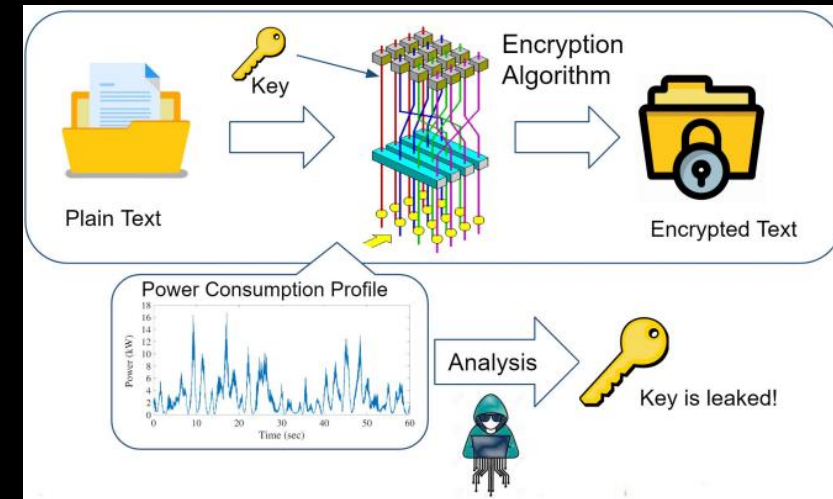 Encryption
Algorithm
Key
Plain Text
Encrypted Text
Power Consumption Profile
Power (kW)
18
16
14
12
10
8
6
4
2
0
0 10 20 30 40 50 60
Time (sec)
Analysis
Key is leaked!